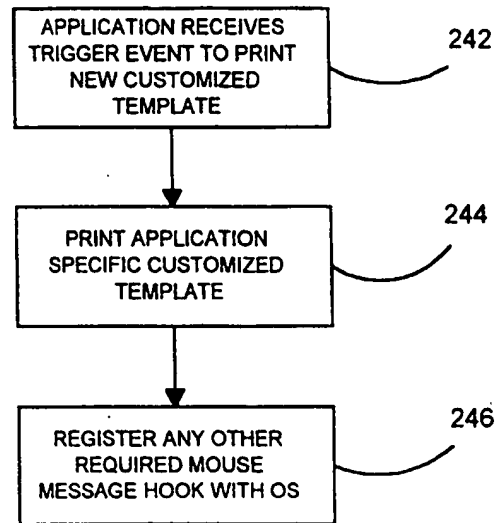 APPLICATION RECEIVES
TRIGGER EVENT TO PRINT
NEW CUSTOMIZED
TEMPLATE
242
PRINT APPLICATION
SPECIFIC CUSTOMIZED
TEMPLATE
244
REGISTER ANY OTHER
REQUIRED MOUSE
MESSAGE HOOK WITH OS
246